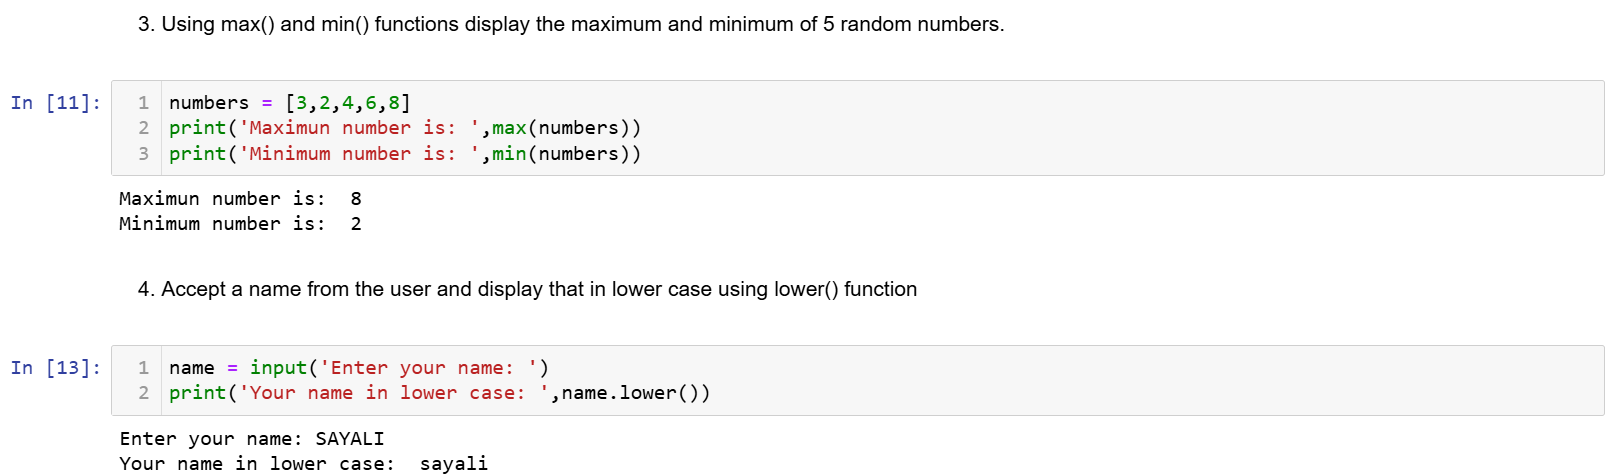 3. Using max() and min() functions display the maximum and minimum of 5 random numbers.
In [11]:
1 numbers = [3,2,4,6,8]
2 print('Maximun number is: ',max(numbers))
3 print('Minimum number is: ',min(numbers))
Maximun number is:  8
Minimum number is:  2
4. Accept a name from the user and display that in lower case using lower() function
In [13]:
1 name = input('Enter your name: ')
2 print('Your name in lower case: ',name.lower())
Enter your name: SAYALI
Your name in lower case:  sayali